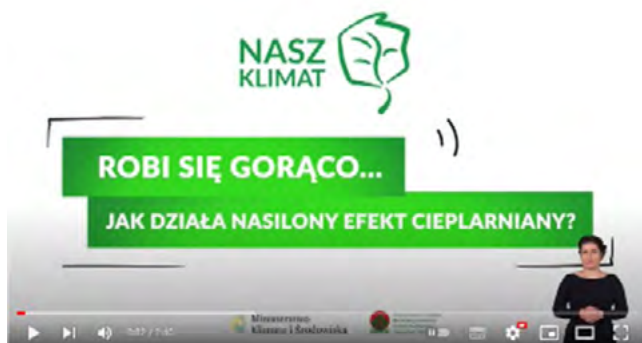 NASZ
KLIMAT
ROBI SIĘ GORĄCO...
JAK DZIAŁA NASILONY EFEKT CIEPLARNIANY?
Ministerstwo
Klimatu i Środowiska